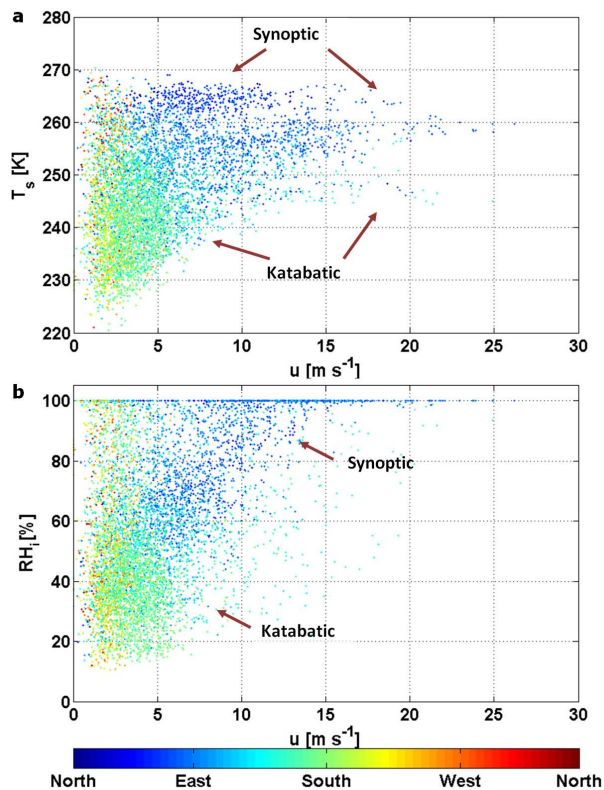 a
280
270
260
250
240
230
220
T_s [K]
Synoptic
Katabatic
0 5 10 15 20 25 30
u [m s⁻¹]
b
100
80
60
40
20
0
RH_i [%]
Synoptic
Katabatic
0 5 10 15 20 25 30
u [m s⁻¹]
North East South West North